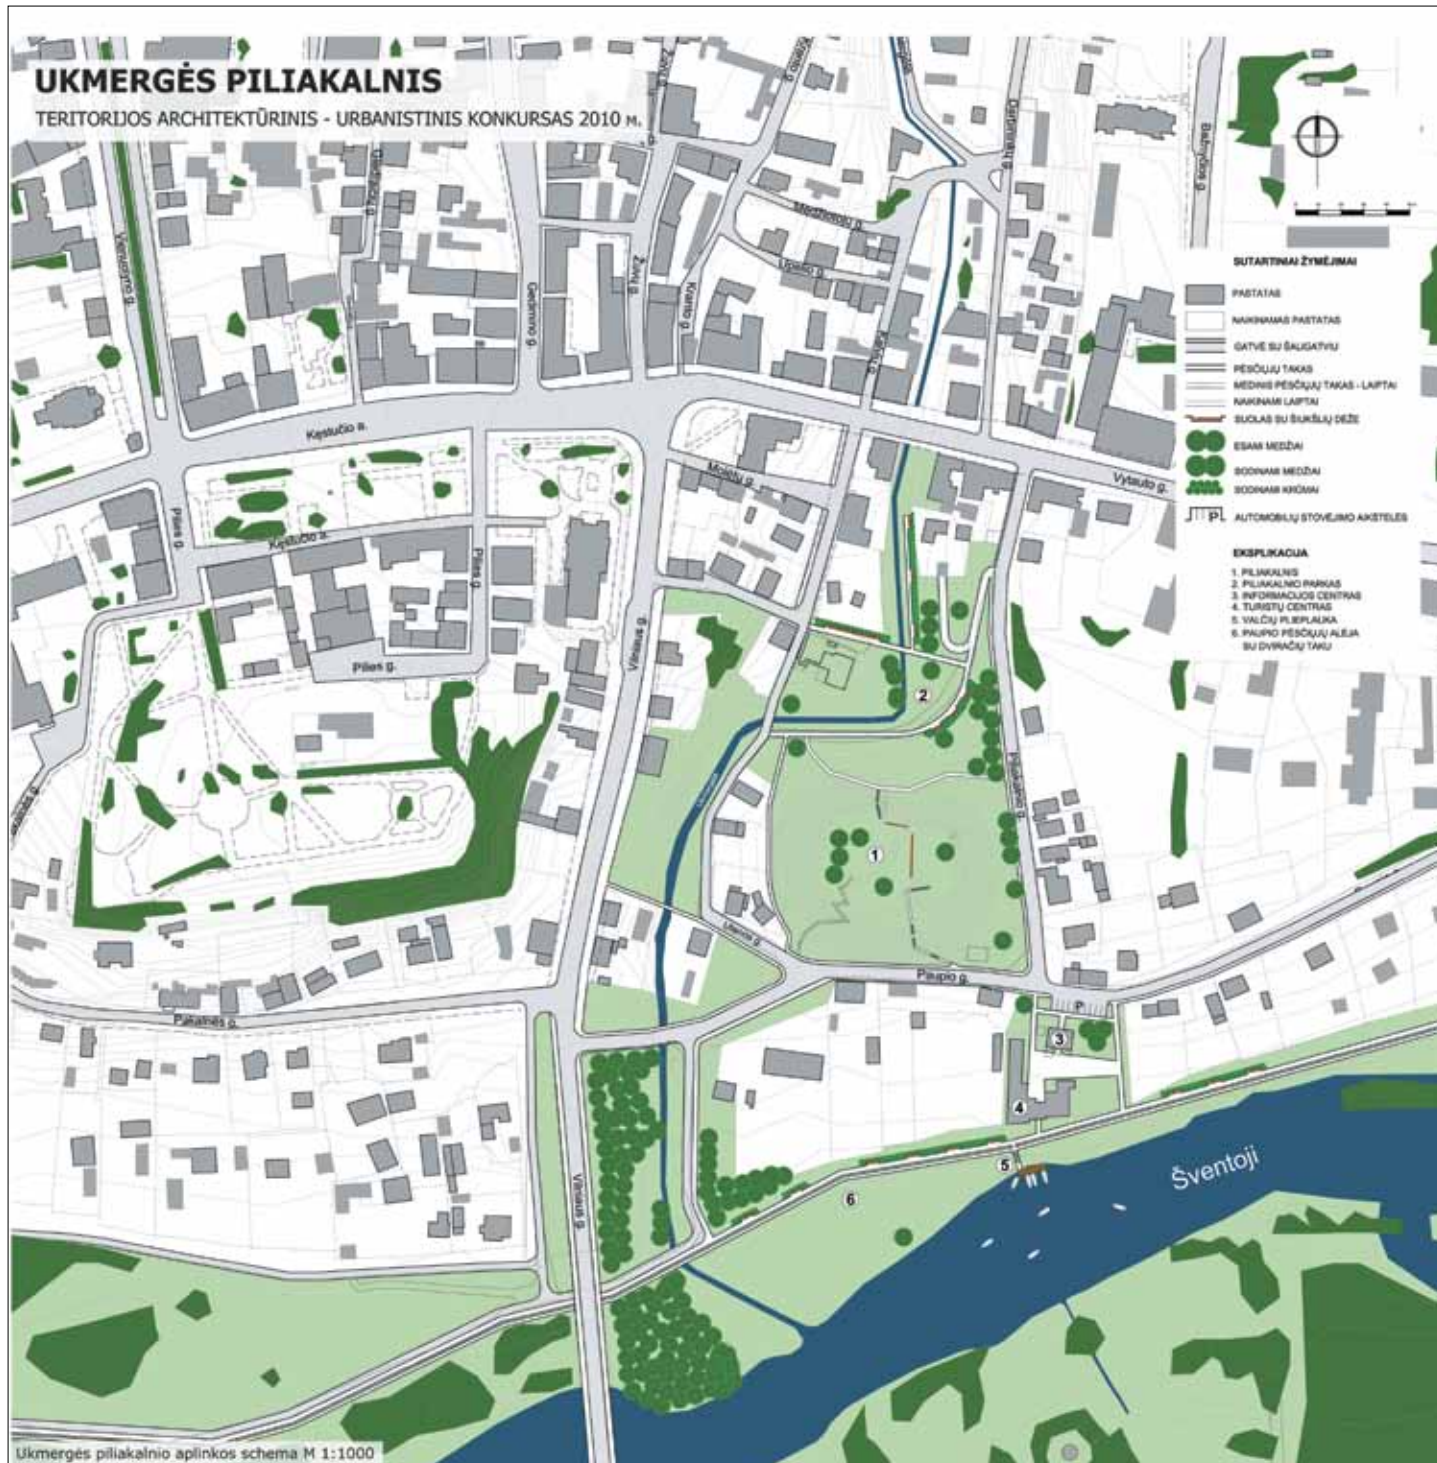 UKMERGĖS PILIAKALNIS
TERITORIJOS ARCHITEKTŪRINIS - URBANISTINIS KONKURSAS 2010 M.
SUTARTINIAI ŽYMĖJIMAI
PASTATAS
NAIKINAMAS PASTATAS
GATVĖ SU ŠALIGATVIU
PĖSČIŲJŲ TAKAS
MEDINIS PĖSČIŲJŲ TAKAS - LAIPTAI
NAIKINAMI LAIPTAI
SUOLAS SU ŠIUKŠLIŲ DĖŽE
ESAMI MEDŽIAI
SODINAMI MEDŽIAI
SODINAMI KRŪMAI
P
AUTOMOBILIŲ STOVĖJIMO AIKŠTELĖS
EKSPLIKACIJA
1. PILIAKALNIS
2. PILIAKALNIO PARKAS
3. INFORMACIJOS CENTRAS
4. TURISTŲ CENTRAS
5. VALČIŲ PLIEPLAUKA
6. PAUPIO PĖSČIŲJŲ ALĖJA
SU DVIRAČIŲ TAKU
Žuvų g.
Kranto g.
Vienuolyno g.
Gedimino g.
Žuvų g.
Kranto g.
Upelio g.
Kęstučio a.
Vytauto g.
Pilies g.
Kęstučio a.
Pilies g.
Pilies g.
Vilniaus g.
Piliakalnio g.
2
1
Paupio g.
P
Pakalnės g.
3
4
5
6
Vilniaus g.
Šventoji
Ukmergės piliakalnio aplinkos schema M 1:1000